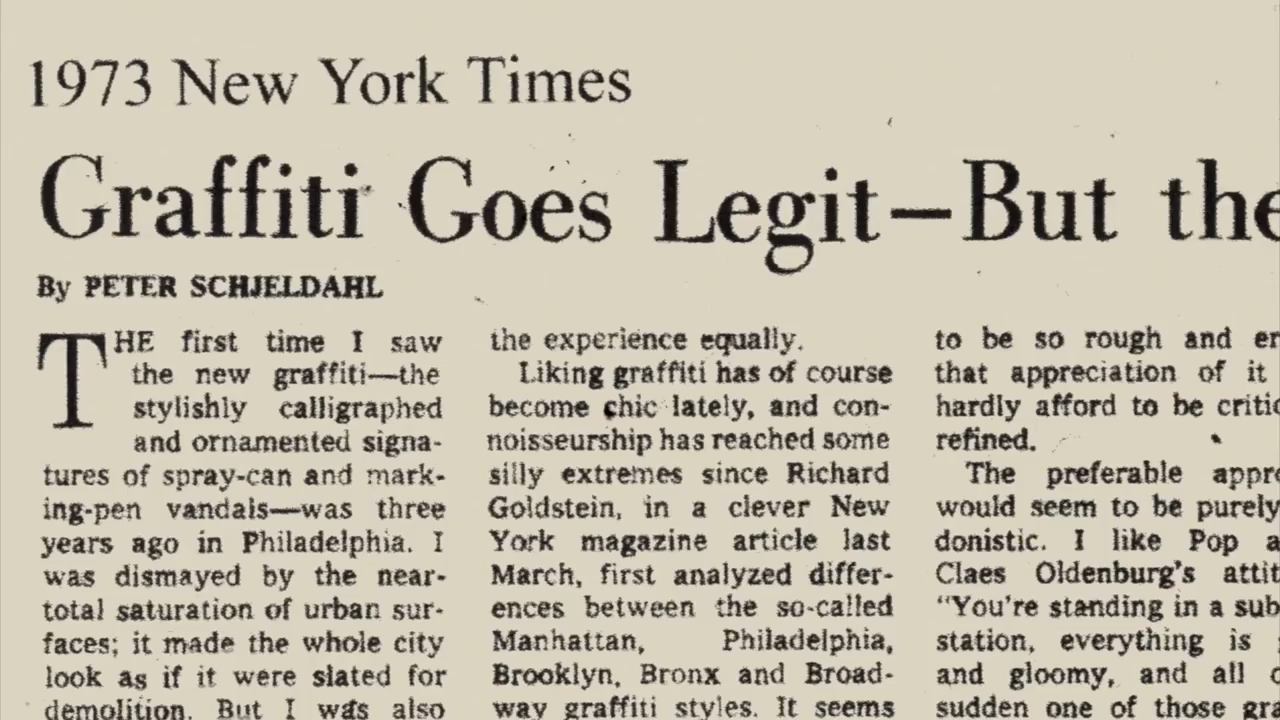 1973 New York Times
Graffiti Goes Legit—But the
By PETER SCHJELDAHL
THE first time I saw
the new graffiti—the
stylishly calligraphed
and ornamented signa-
tures of spray-can and mark-
ing-pen vandals—was three
years ago in Philadelphia. I
was dismayed by the near-
total saturation of urban sur-
faces; it made the whole city
look as if it were slated for
demolition. But I was also
the experience equally.
Liking graffiti has of course
become chic lately, and con-
noisseurship has reached some
silly extremes since Richard
Goldstein, in a clever New
York magazine article last
March, first analyzed differ-
ences between the so-called
Manhattan, Philadelphia,
Brooklyn, Bronx and Broad-
way graffiti styles. It seems
to be so rough and
that appreciation of it
hardly afford to be
refined.
The preferable
would seem to be purely
donistic. I like Pop
Claes Oldenburg's
"You're standing in a
station, everything is
and gloomy, and all
sudden one of those